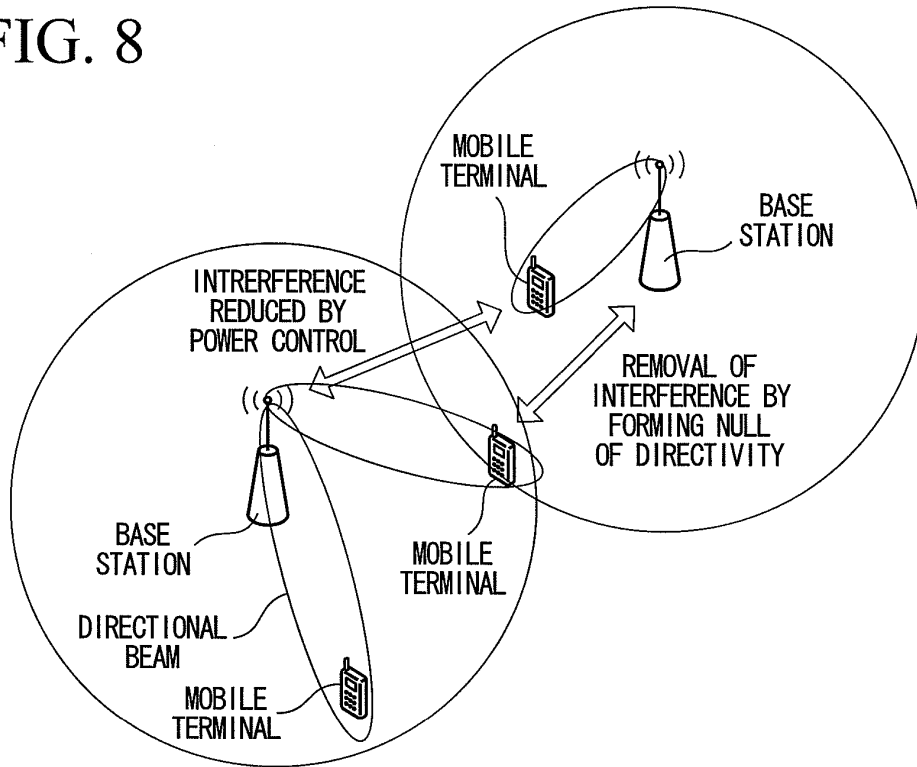 FIG. 8
MOBILE
TERMINAL
BASE
STATION
INTRERFERENCE
REDUCED BY
POWER CONTROL
REMOVAL OF
INTERFERENCE BY
FORMING NULL
OF DIRECTIVITY
BASE
STATION
MOBILE
TERMINAL
DIRECTIONAL
BEAM
MOBILE
TERMINAL